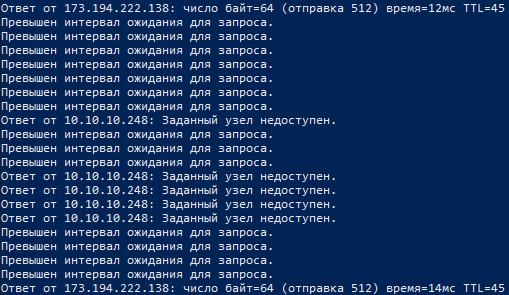 Ответ от 173.194.222.138: число байт=64 (отправка 512) время=12мс TTL=45
Превышен интервал ожидания для запроса.
Превышен интервал ожидания для запроса.
Превышен интервал ожидания для запроса.
Превышен интервал ожидания для запроса.
Превышен интервал ожидания для запроса.
Превышен интервал ожидания для запроса.
Превышен интервал ожидания для запроса.
Ответ от 10.10.10.248: Заданный узел недоступен.
Превышен интервал ожидания для запроса.
Превышен интервал ожидания для запроса.
Превышен интервал ожидания для запроса.
Ответ от 10.10.10.248: Заданный узел недоступен.
Ответ от 10.10.10.248: Заданный узел недоступен.
Ответ от 10.10.10.248: Заданный узел недоступен.
Ответ от 10.10.10.248: Заданный узел недоступен.
Превышен интервал ожидания для запроса.
Превышен интервал ожидания для запроса.
Превышен интервал ожидания для запроса.
Превышен интервал ожидания для запроса.
Ответ от 173.194.222.138: число байт=64 (отправка 512) время=14мс TTL=45